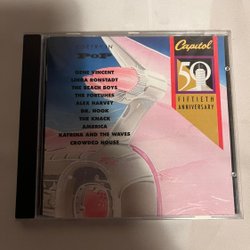 POP
GENE VINCENT
LINDA RONSTADT
THE BEACH BOYS
THE FORTUNES
ALEX HARVEY
DR. HOOK
THE KNACK
AMERICA
KATRINA AND THE WAVES
CROWDED HOUSE
Capitol
50
FIFTIETH
ANNIVERSARY